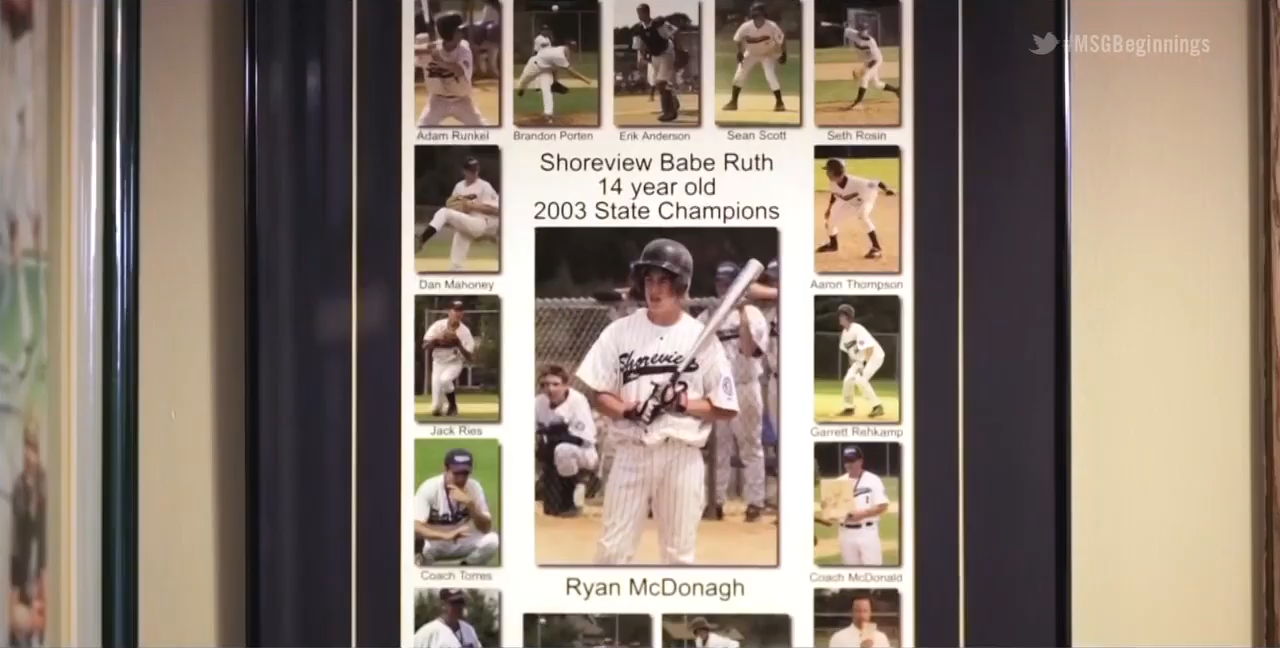 #MSGBeginnings
Adam Runkel
Brandon Porten
Erik Anderson
Sean Scott
Seth Rosin
Shoreview Babe Ruth
14 year old
2003 State Champions
Dan Mahoney
Aaron Thompson
Shoreview
Jack Ries
Garrett Rehkamp
Coach Torres
Coach McDonald
Ryan McDonagh